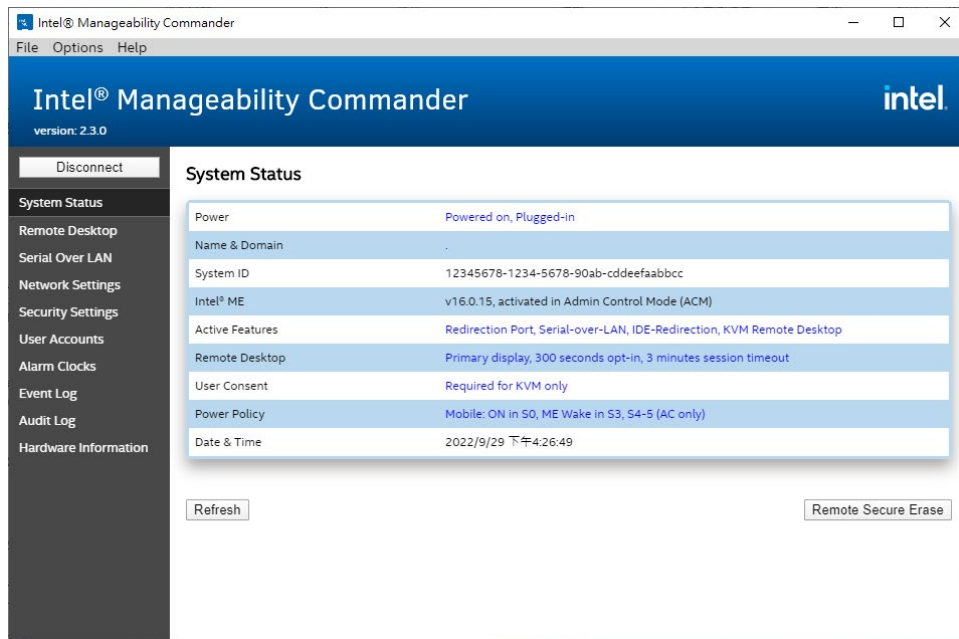 Intel® Manageability Commander
File Options Help
Intel® Manageability Commander
intel.
version: 2.3.0
Disconnect
System Status
Remote Desktop
Serial Over LAN
Network Settings
Security Settings
User Accounts
Alarm Clocks
Event Log
Audit Log
Hardware Information
System Status
Power Powered on, Plugged-in
Name & Domain .
System ID 12345678-1234-5678-90ab-cddeefaabbcc
Intel® ME v16.0.15, activated in Admin Control Mode (ACM)
Active Features Redirection Port, Serial-over-LAN, IDE-Redirection, KVM Remote Desktop
Remote Desktop Primary display, 300 seconds opt-in, 3 minutes session timeout
User Consent Required for KVM only
Power Policy Mobile: ON in S0, ME Wake in S3, S4-5 (AC only)
Date & Time 2022/9/29 下午4:26:49
Refresh Remote Secure Erase